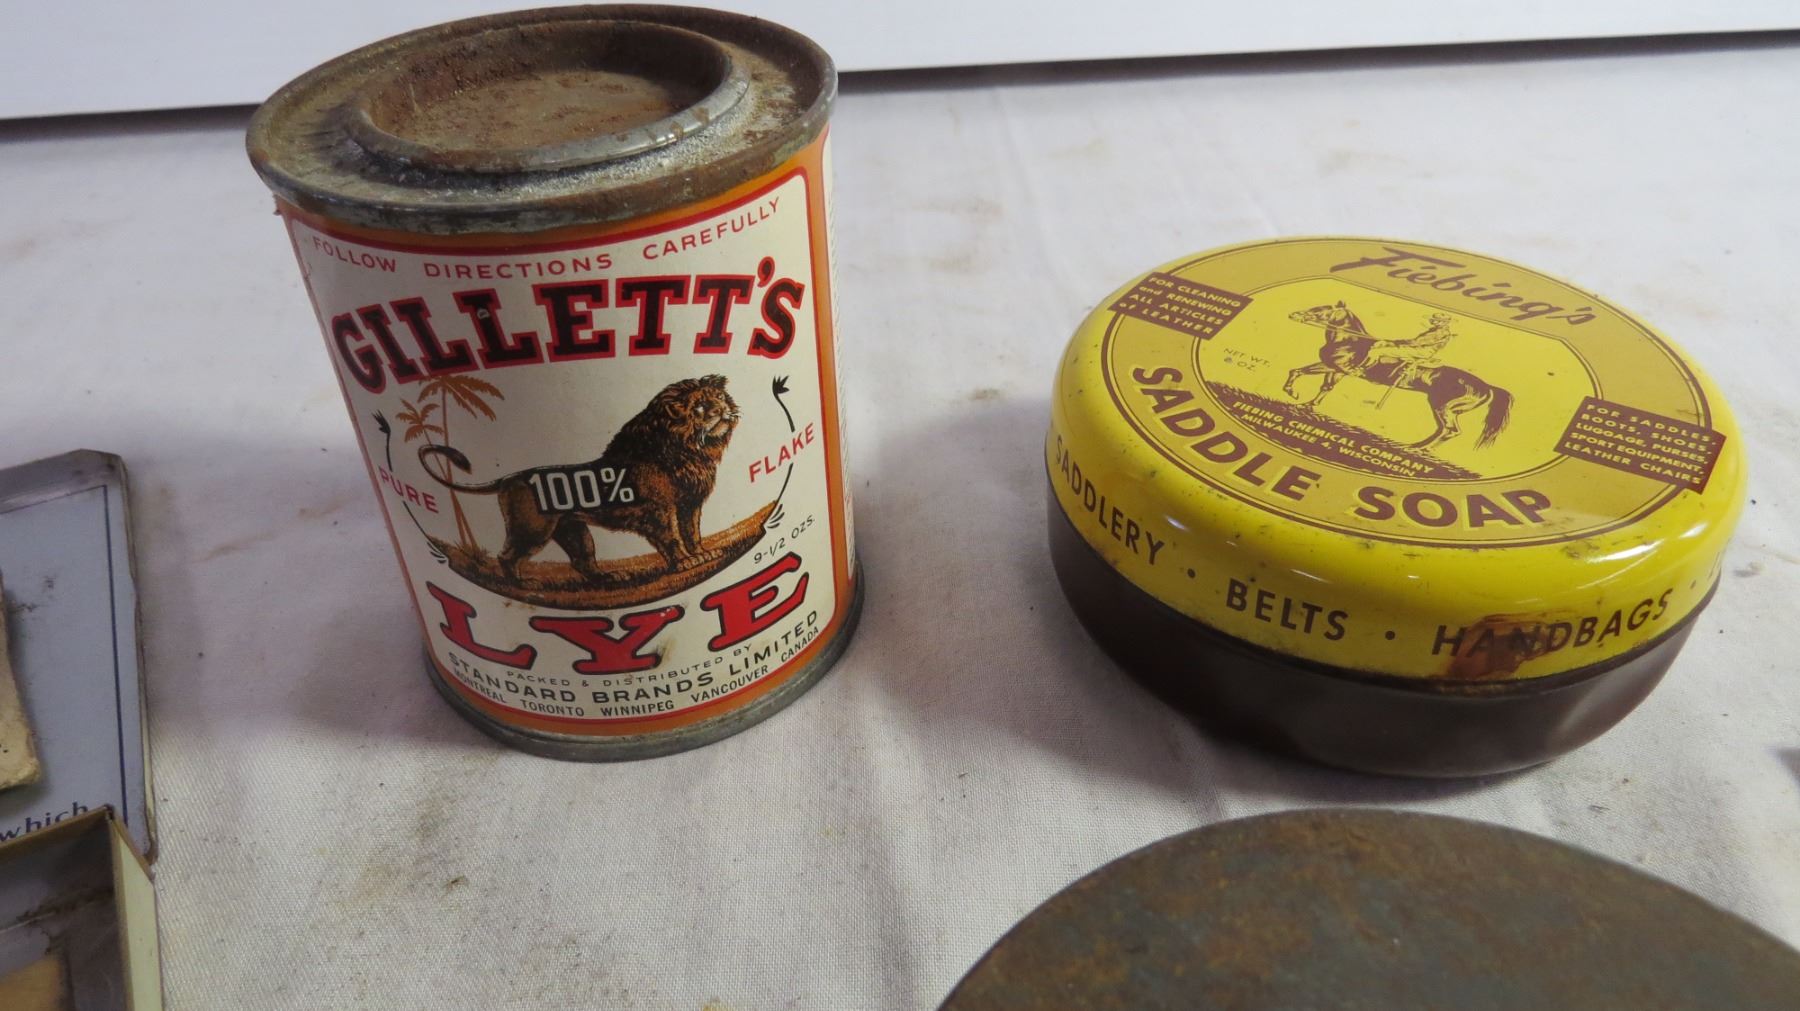 FOLLOW DIRECTIONS CAREFULLY
GILLETT'S
PURE
100%
FLAKE
9-1/2 OZS.
LYE
PACKED & DISTRIBUTED BY
STANDARD BRANDS LIMITED
MONTREAL TORONTO WINNIPEG VANCOUVER CANADA
Fiebing's
FOR CLEANING
and RENEWING
ALL ARTICLES
of LEATHER
NET WT.
8 OZ.
FIEBING CHEMICAL COMPANY
MILWAUKEE 4, WISCONSIN
FOR SADDLES,
BOOTS, SHOES,
LUGGAGE, PURSES,
SPORT EQUIPMENT,
LEATHER CHAIRS
SADDLE SOAP
SADDLERY • BELTS • HANDBAGS •
which